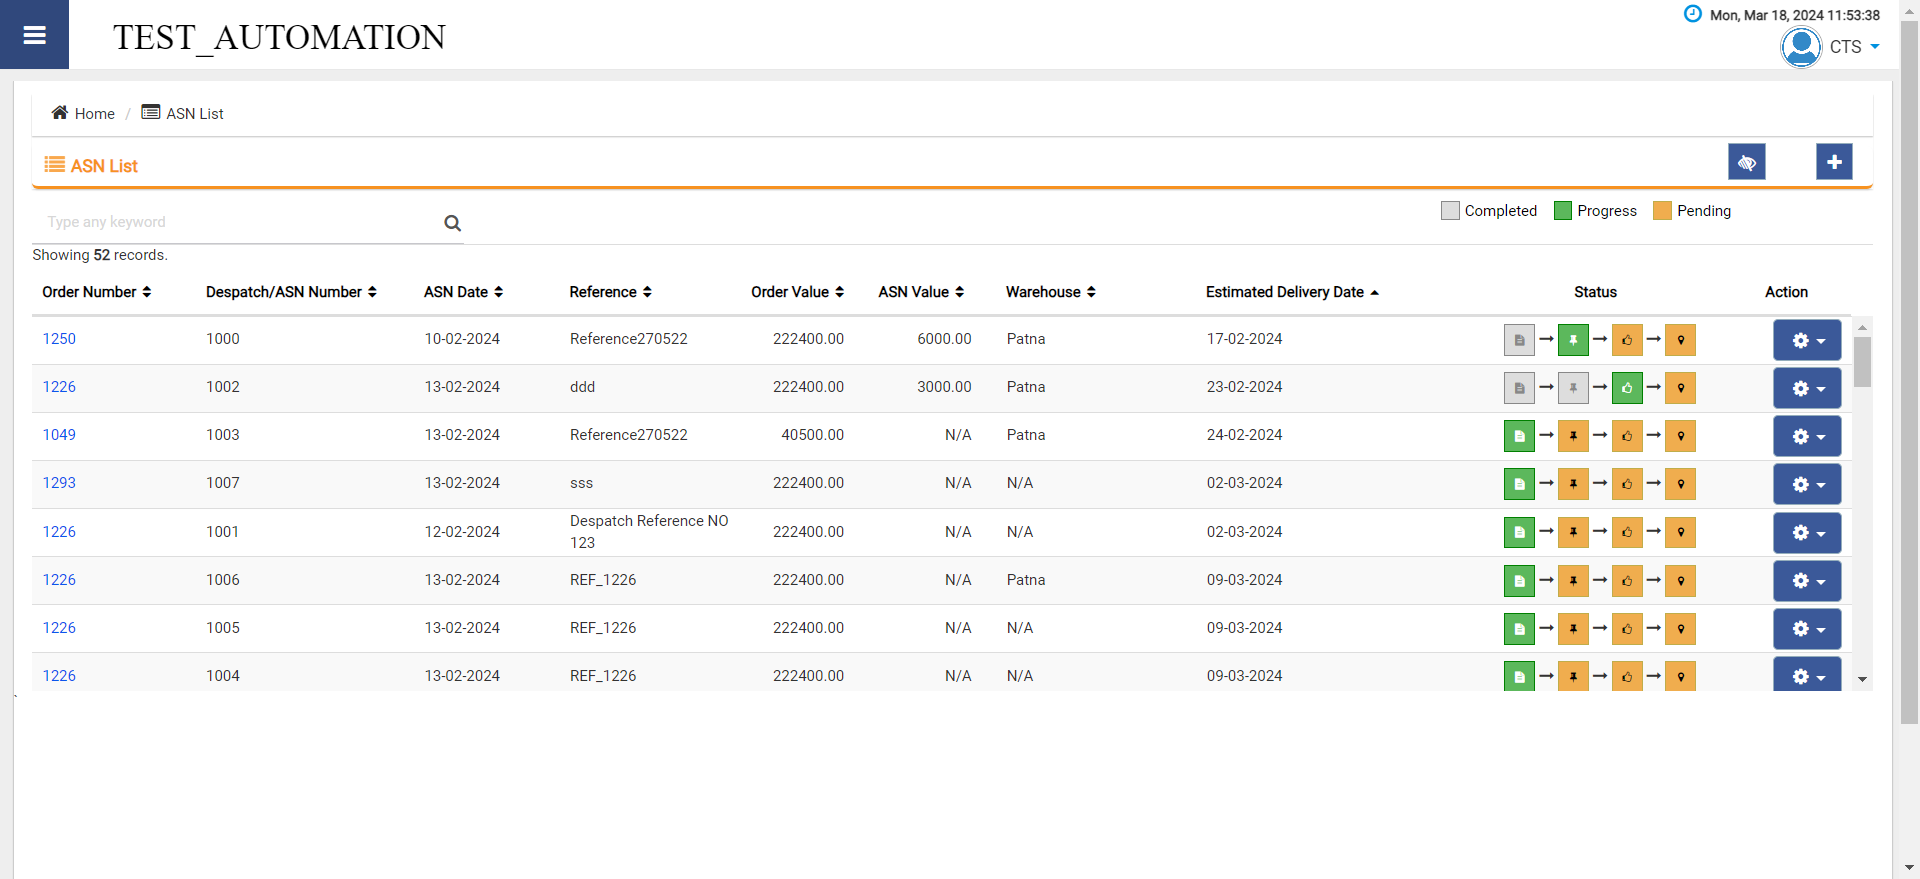 TEST_AUTOMATION
Mon, Mar 18, 2024 11:53:38
CTS
Home / ASN List
ASN List
Type any keyword
Completed Progress Pending
Showing 52 records.
Order Number Despatch/ASN Number ASN Date Reference Order Value ASN Value Warehouse Estimated Delivery Date Status Action
1250 1000 10-02-2024 Reference270522 222400.00 6000.00 Patna 17-02-2024
1226 1002 13-02-2024 ddd 222400.00 3000.00 Patna 23-02-2024
1049 1003 13-02-2024 Reference270522 40500.00 N/A Patna 24-02-2024
1293 1007 13-02-2024 sss 222400.00 N/A N/A 02-03-2024
1226 1001 12-02-2024 Despatch Reference NO 123 222400.00 N/A N/A 02-03-2024
1226 1006 13-02-2024 REF_1226 222400.00 N/A Patna 09-03-2024
1226 1005 13-02-2024 REF_1226 222400.00 N/A N/A 09-03-2024
1226 1004 13-02-2024 REF_1226 222400.00 N/A N/A 09-03-2024
`